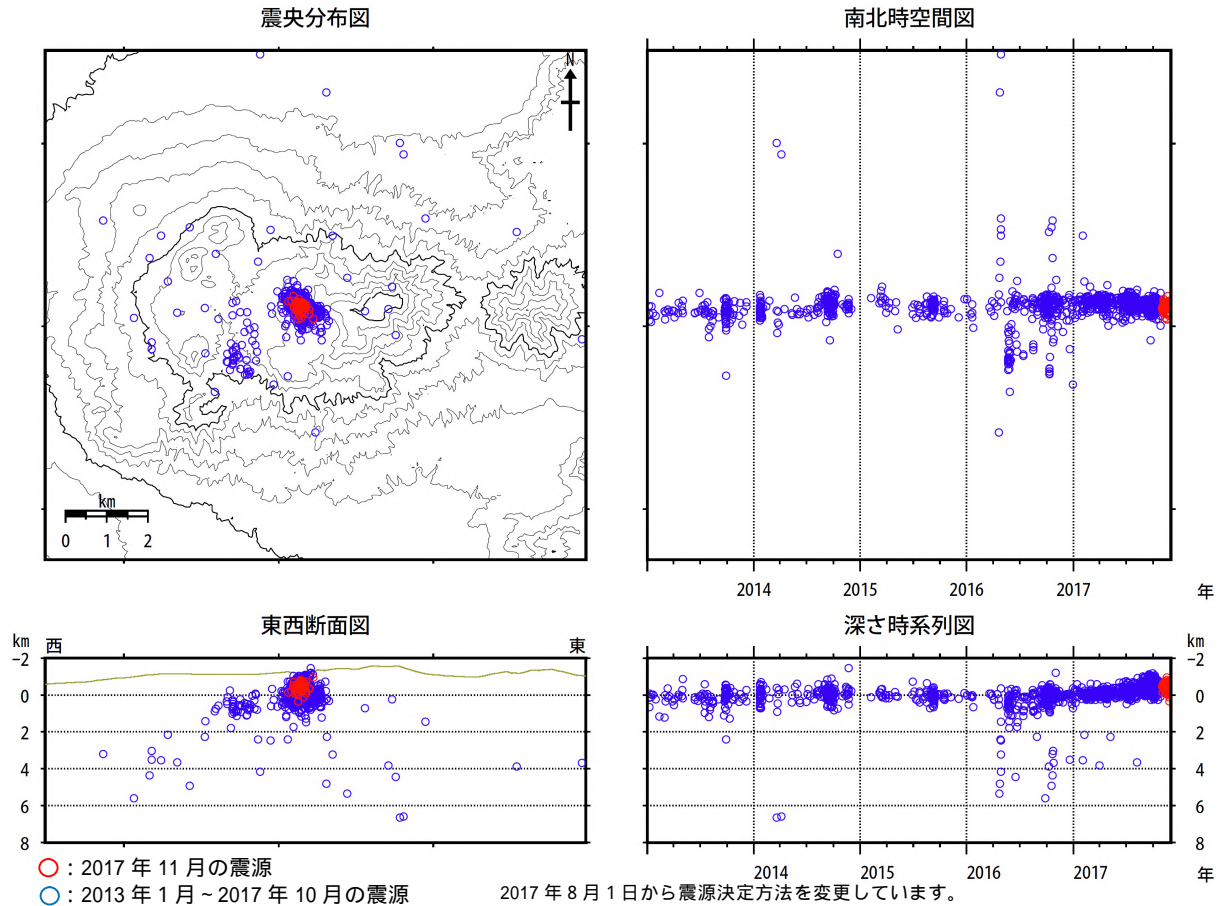 震央分布図
南北時空間図
N
km
0 1 2
2014 2015 2016 2017 年
東西断面図
深さ時系列図
km 西 東
-2
0
2
4
6
8
km
-2
0
2
4
6
8
2014 2015 2016 2017 年
：2017 年 11 月の震源
：2013 年 1 月～2017 年 10 月の震源
2017 年 8 月 1 日から震源決定方法を変更しています。